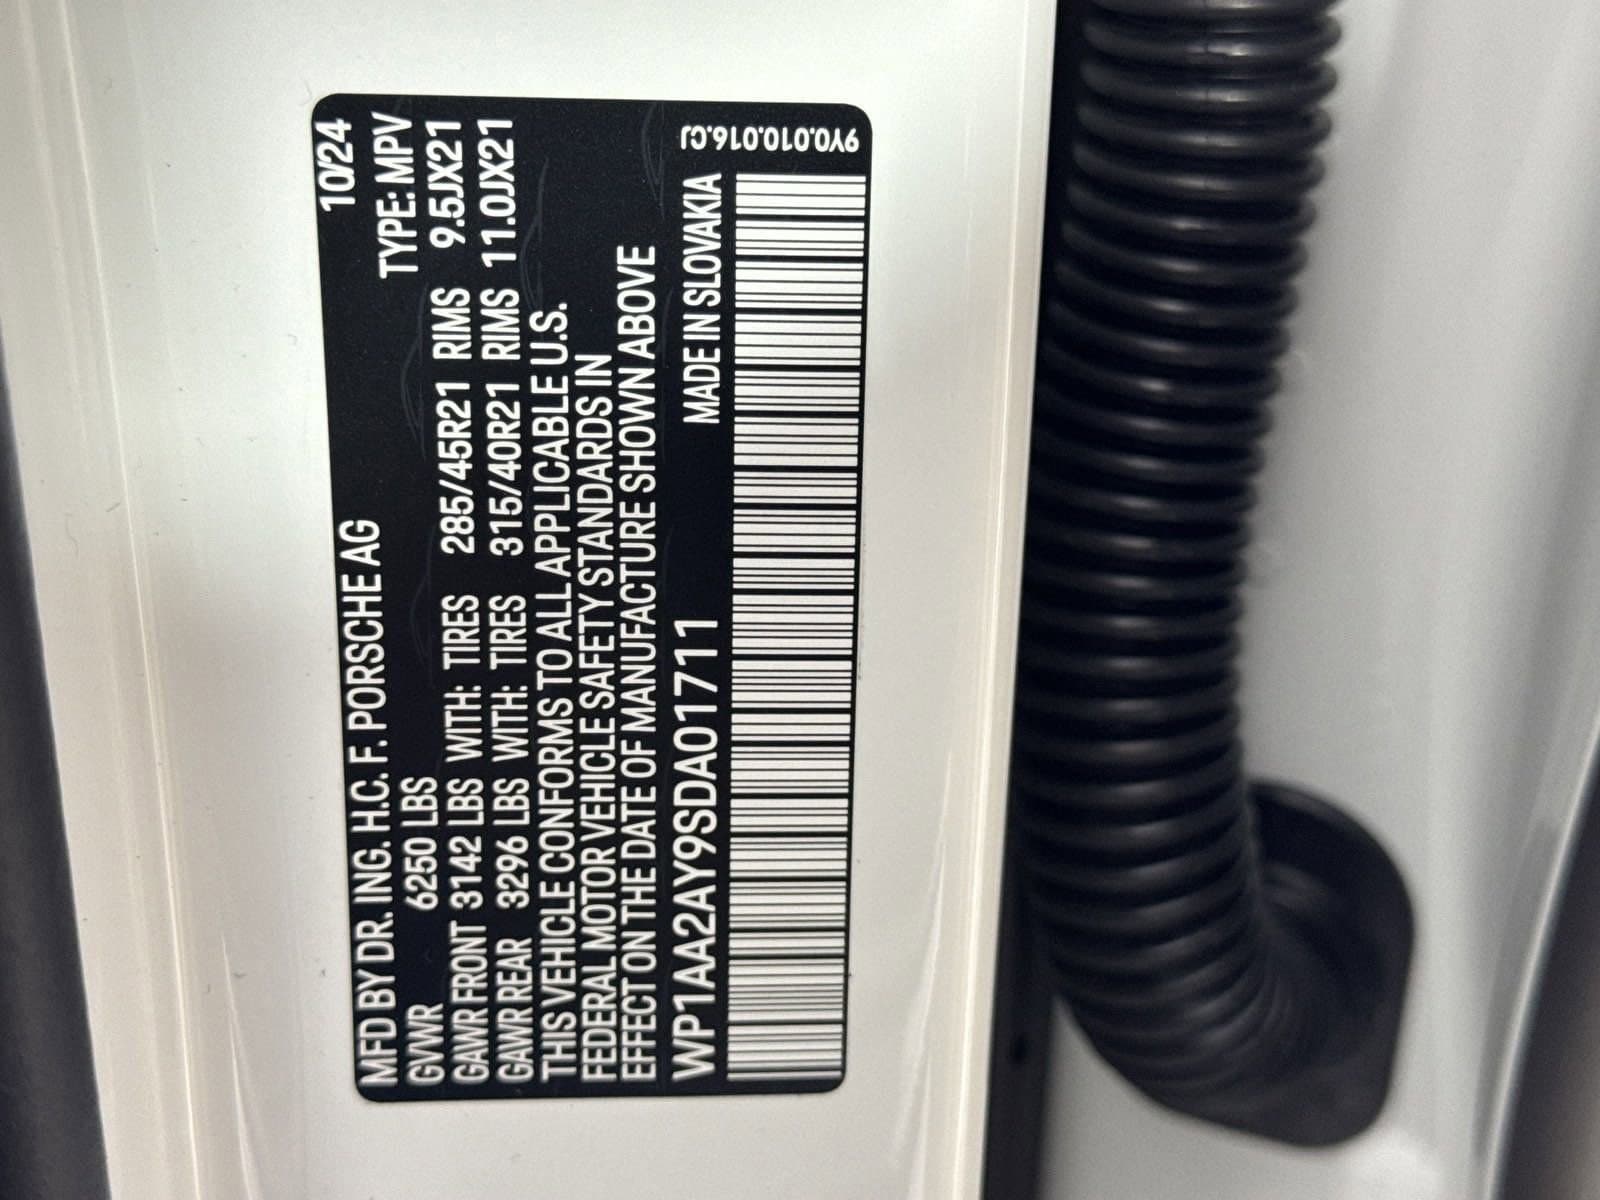 MFD BY DR. ING. H.C. F. PORSCHE AG 10/24
GVWR 6250 LBS TYPE: MPV
GAWR FRONT 3142 LBS WITH: TIRES 285/45R21 RIMS 9.5JX21
GAWR REAR 3296 LBS WITH: TIRES 315/40R21 RIMS 11.0JX21
THIS VEHICLE CONFORMS TO ALL APPLICABLE U.S.
FEDERAL MOTOR VEHICLE SAFETY STANDARDS IN
EFFECT ON THE DATE OF MANUFACTURE SHOWN ABOVE
WP1AA2AY9SDA01711 MADE IN SLOVAKIA
9Y0.010.016.CJ